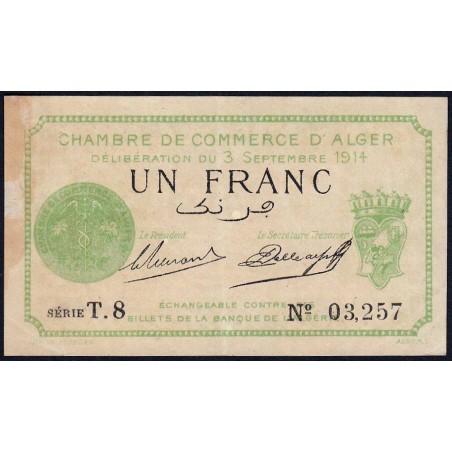 CHAMBRE DE COMMERCE D'ALGER
DÉLIBÉRATION DU 3 SEPTEMBRE 1914
UN FRANC
فرنك
Le Président
Le Secrétaire Trésorier
SÉRIE T.8
ÉCHANGEABLE CONTRE
BILLETS DE LA BANQUE DE L'ALGÉRIE
Nº 03,257